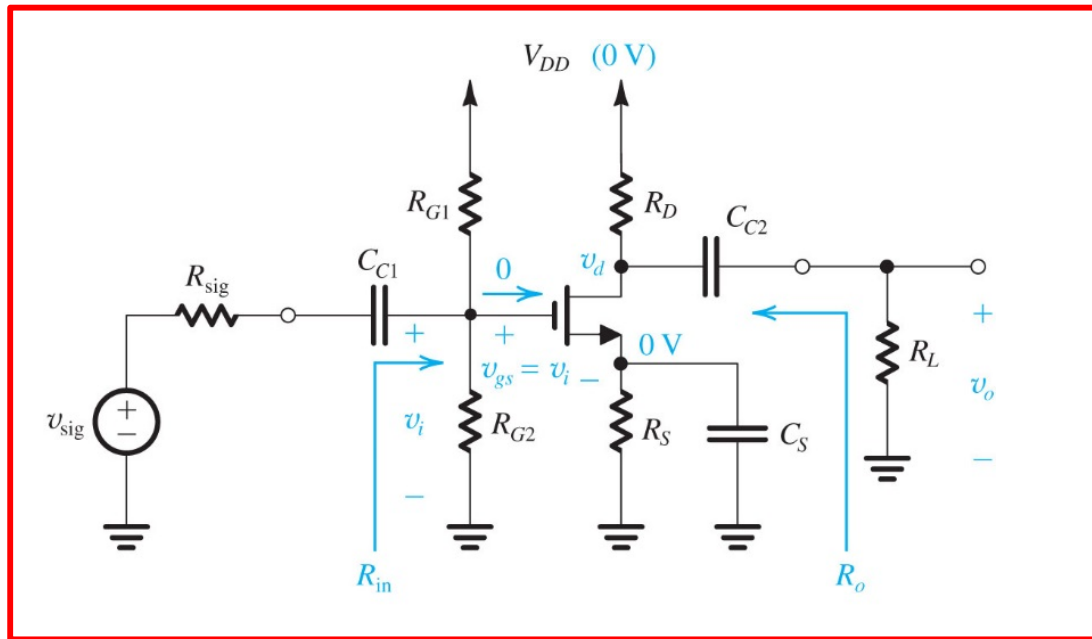 V_DD (0 V)
R_G1
R_D
C_C2
C_C1
0
v_d
R_sig
+
+
0 V
+
v_gs = v_i −
R_L
v_sig
+
−
v_i
R_G2
R_S
C_S
v_o
−
−
R_in
R_o